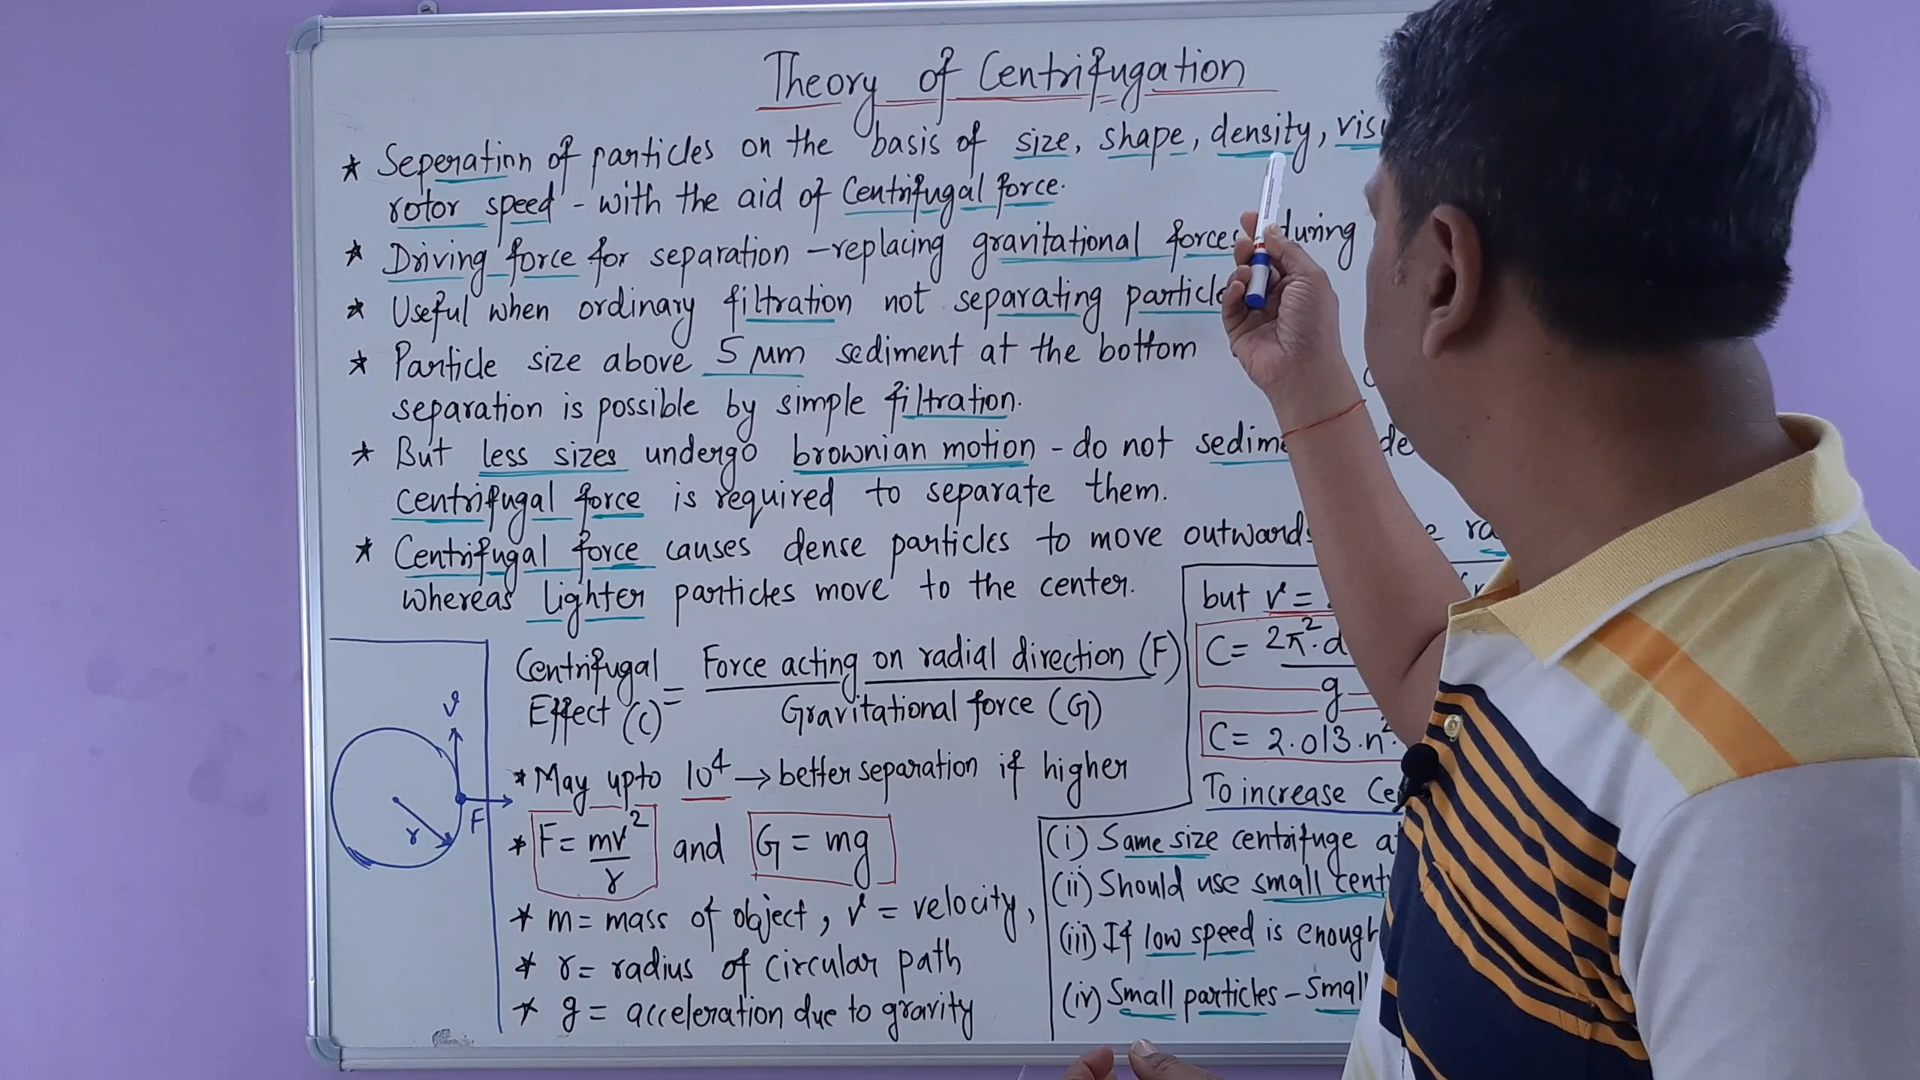 Theory of Centrifugation
* Seperation of particles on the basis of size, shape, density,
rotor speed - with the aid of Centrifugal force.
* Driving force for separation – replacing gravitational forces during
* Useful when ordinary filtration not separating
* Particle size above 5 μm sediment at the bottom
separation is possible by simple filtration.
* But less sizes undergo brownian motion - do not
centrifugal force is required to separate them.
* Centrifugal force causes dense particles to move outwards
whereas lighter particles move to the center.
Centrifugal Effect (C) = Force acting on radial direction (F)
Gravitational force (G)
* May upto 10⁴ → better separation if higher
* F = mv²/r and G = mg
* m = mass of object, v = velocity,
* r = radius of circular path
* g = acceleration due to gravity
v
r
F
but v =
C = 2π².d
g
C = 2.013.n²
To increase
(i) Same size centrifuge
(ii) Should use small
(iii) If low speed is enough
(iv) Small particles – Small